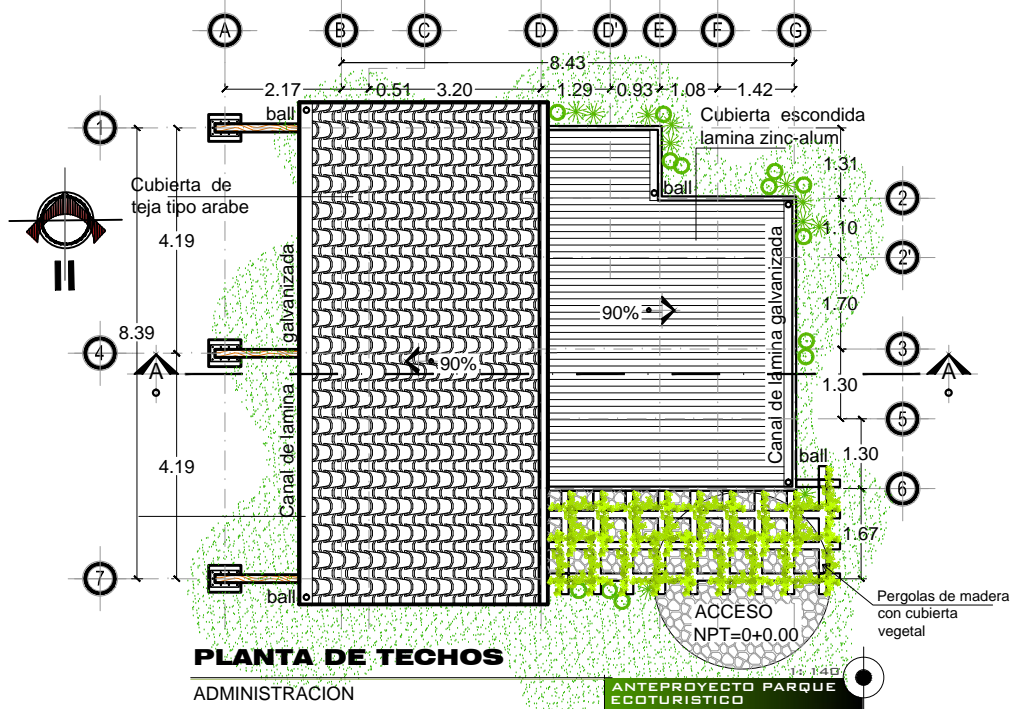 A B C D D' E F G
8.43
2.17 0.51 3.20 1.29 0.93 1.08 1.42
ball
Cubierta escondida
lamina zinc-alum
1
1.31
Cubierta de
teja tipo arabe
ball
2
1.10
4.19
2'
galvanizada
Canal de lamina galvanizada
1.70
90%
8.39
4
3
90%
A
A
1.30
Canal de lamina
5
ball
1.30
4.19
6
1.67
7
ball
Pergolas de madera
con cubierta
vegetal
ACCESO
NPT=0+0.00
PLANTA DE TECHOS
1:140
ADMINISTRACIÓN
ANTEPROYECTO PARQUE
ECOTURISTICO